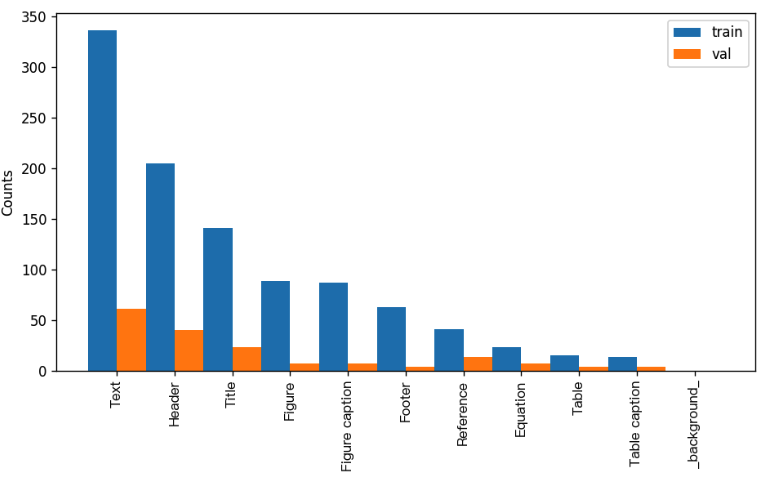 350
300
250
200
150
100
50
0
Counts
train
val
Text
Header
Title
Figure
Figure caption
Footer
Reference
Equation
Table
Table caption
_background_